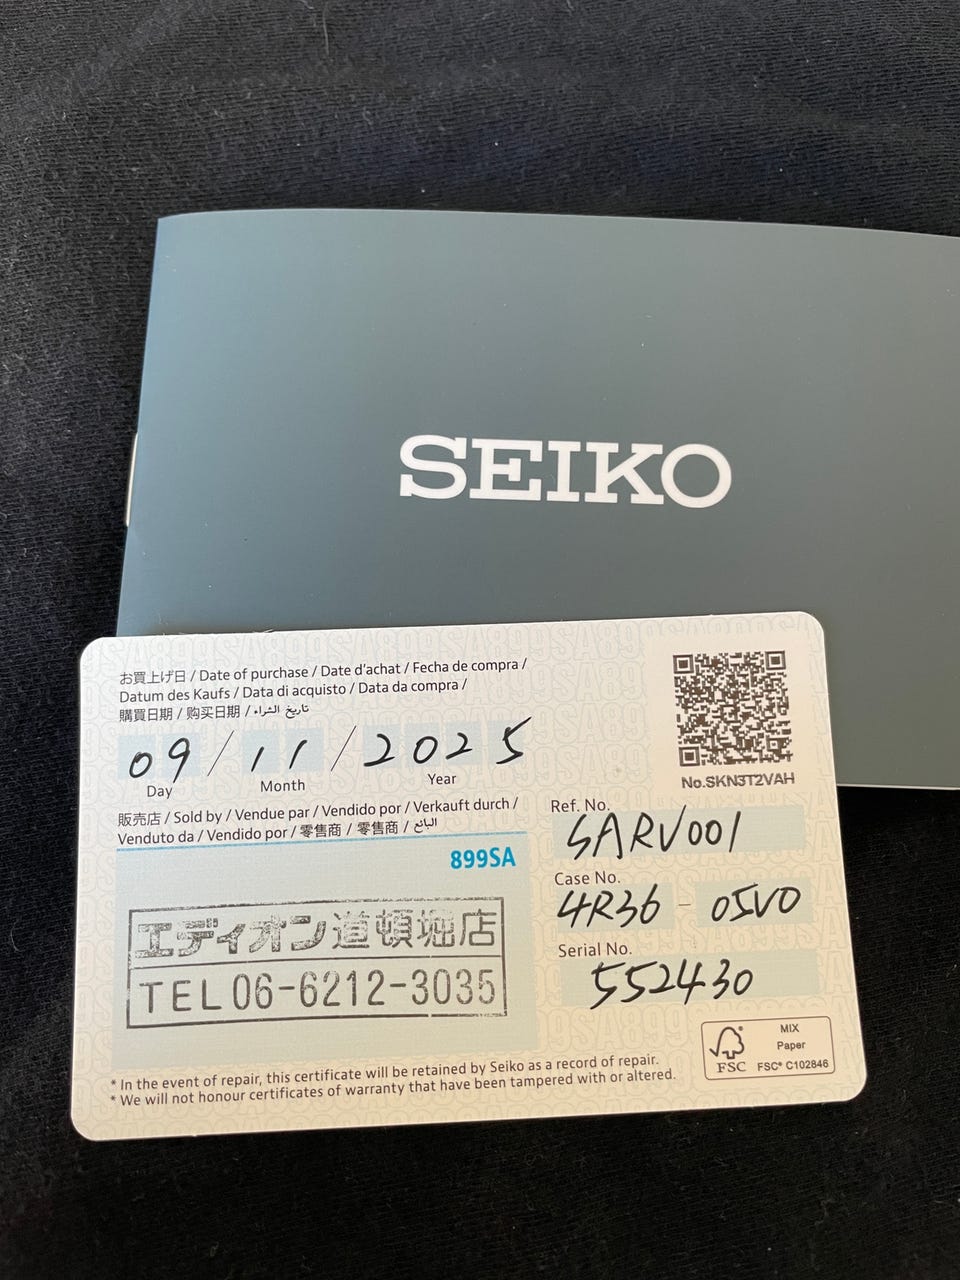 SEIKO
お買上げ日 / Date of purchase / Date d'achat / Fecha de compra /
Datum des Kaufs / Data di acquisto / Data da compra /
購買日期 / 购买日期 / تاريخ الشراء
09 / 11 / 2025
Day Month Year
販売店 / Sold by / Vendue par / Vendido por / Verkauft durch /
Venduto da / Vendido por / 零售商 / 零售商 / البائع
899SA
エディオン道頓堀店
TEL 06-6212-3035
No.SKN3T2VAH
Ref. No.
SARV001
Case No.
4R36 - 05V0
Serial No.
552430
MIX
Paper
FSC
FSC® C102846
* In the event of repair, this certificate will be retained by Seiko as a record of repair.
* We will not honour certificates of warranty that have been tampered with or altered.